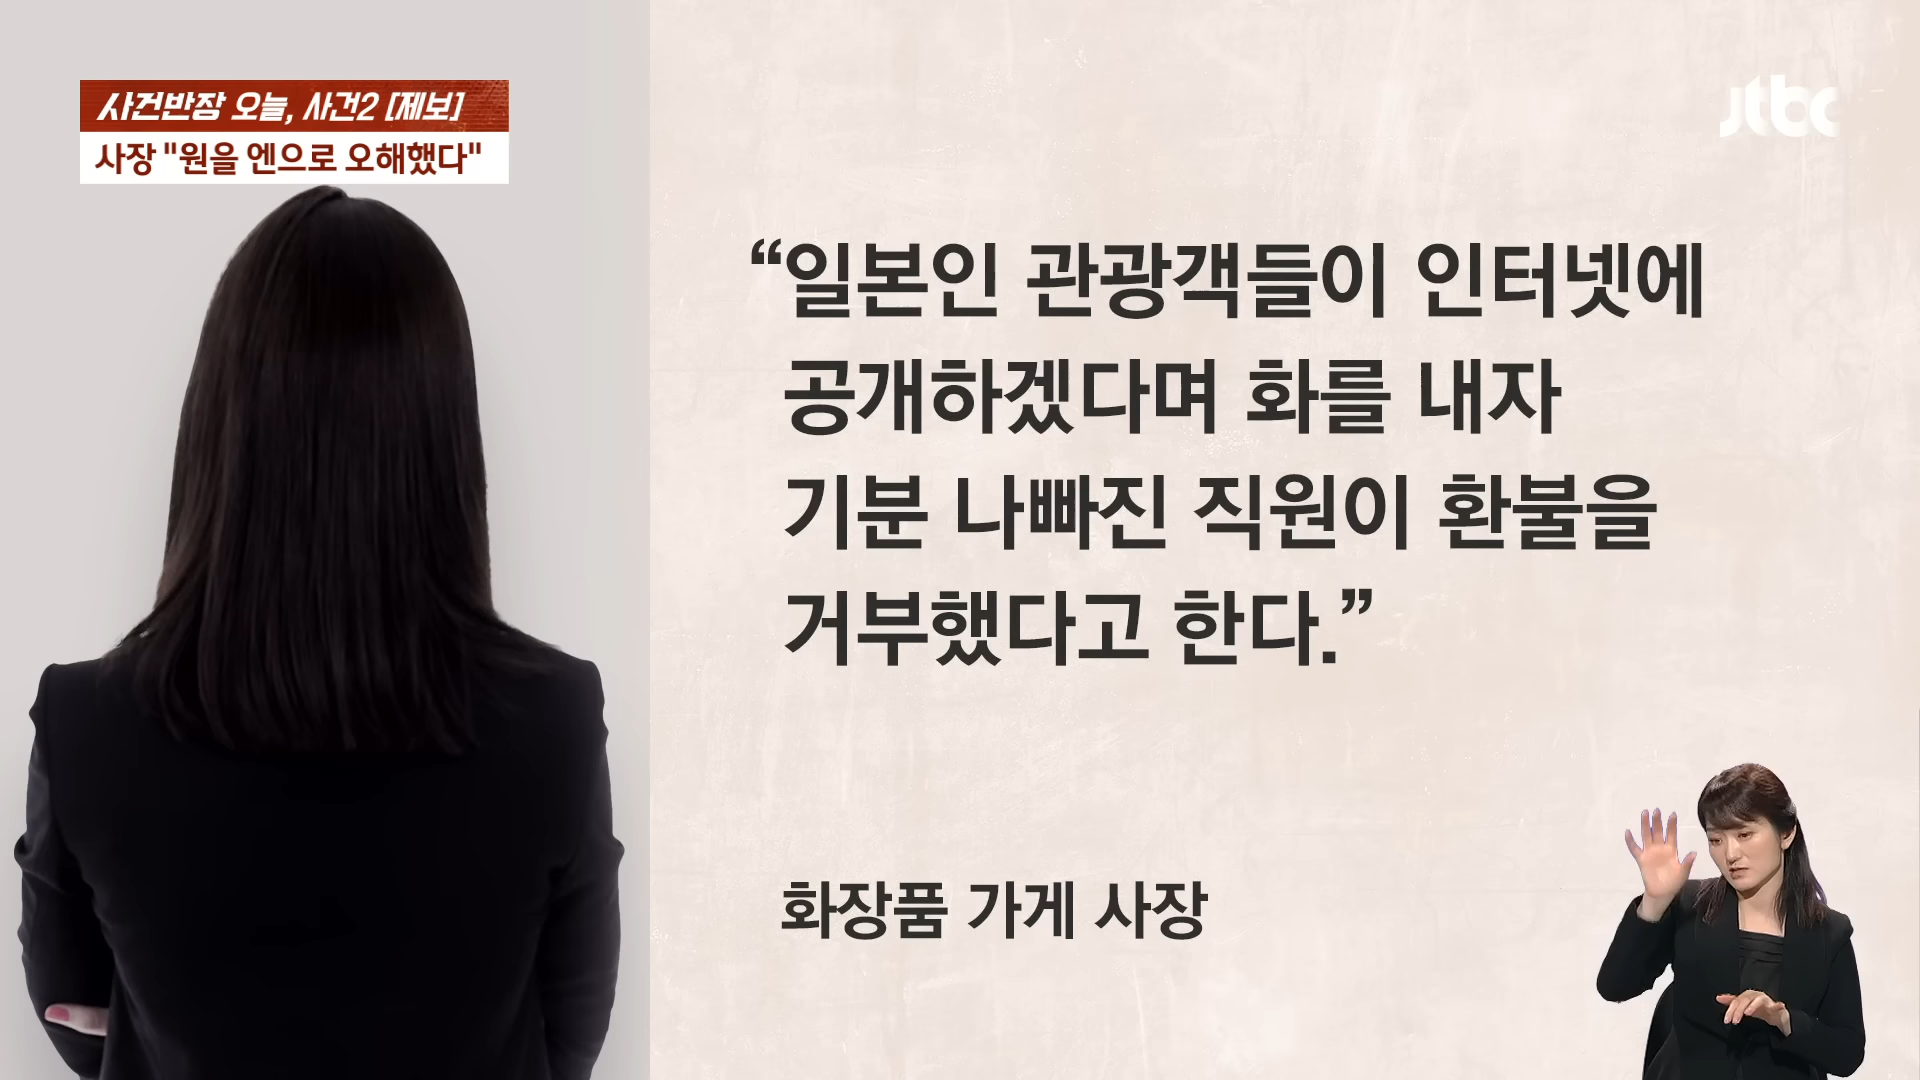 사건반장 오늘, 사건2 [제보]
사장 "원을 엔으로 오해했다"
jtbc
“일본인 관광객들이 인터넷에
공개하겠다며 화를 내자
기분 나빠진 직원이 환불을
거부했다고 한다.”
화장품 가게 사장